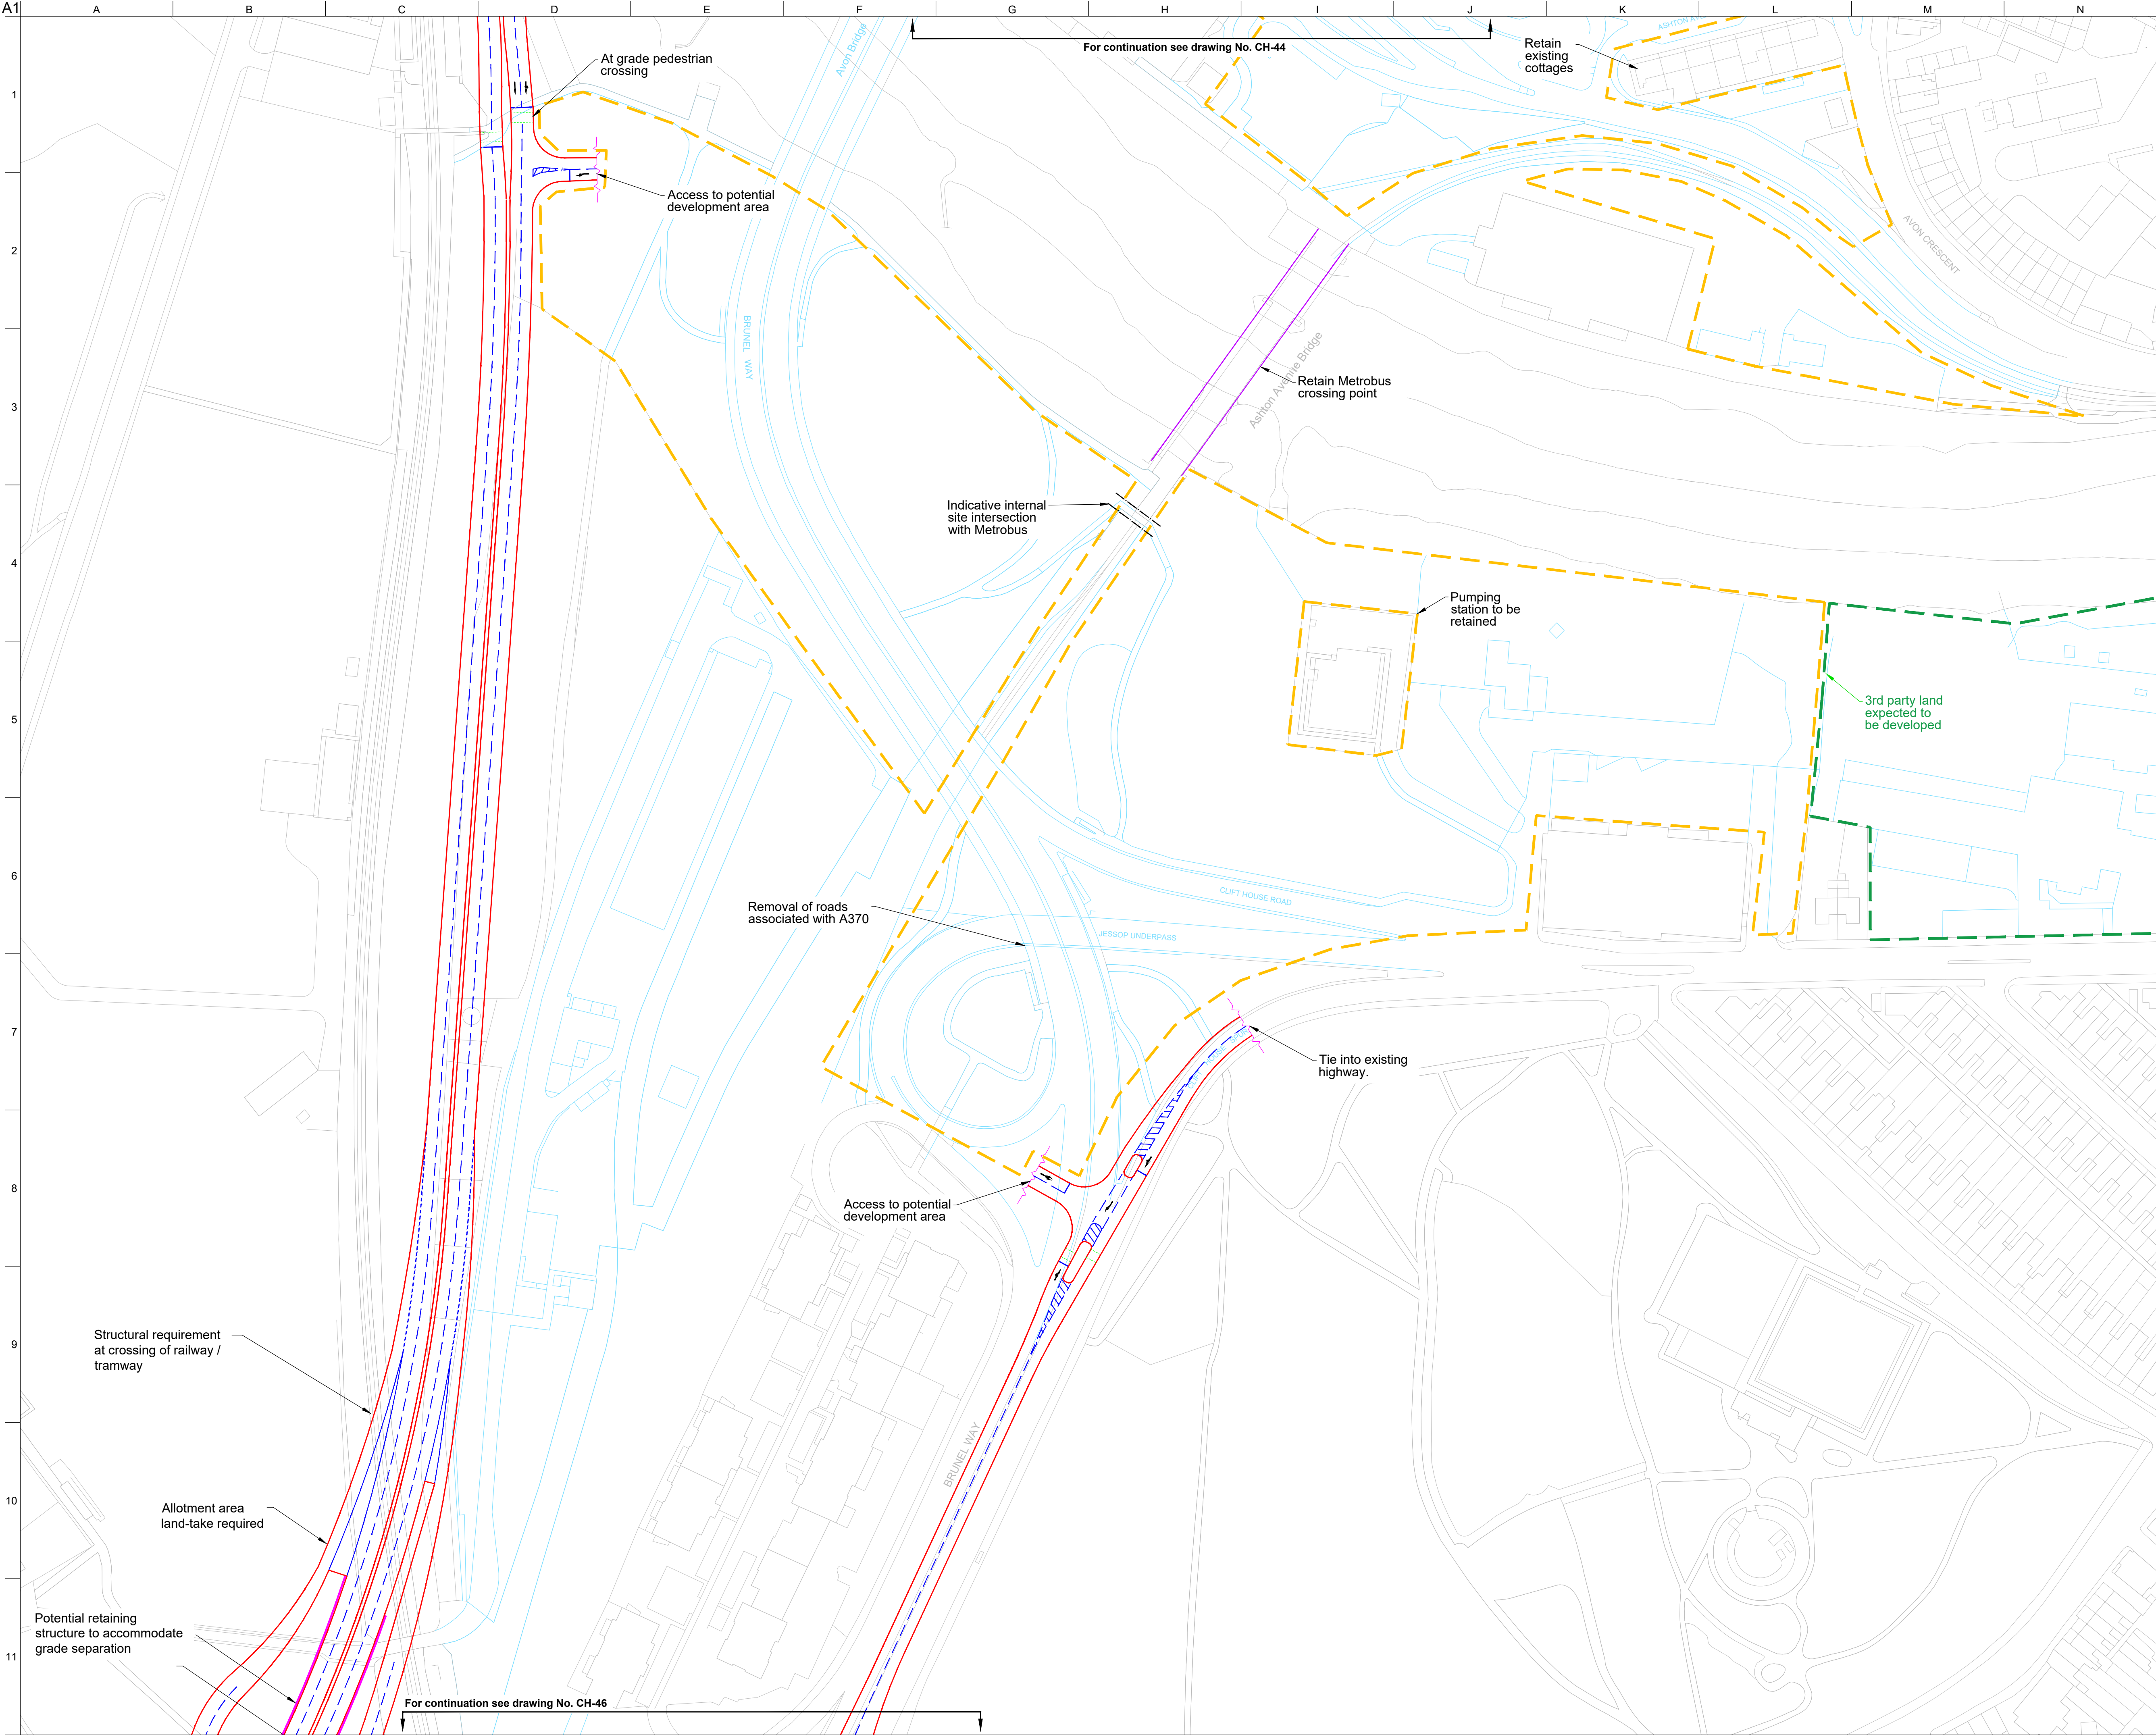 A1
A B C D E F G H I J K L M N
For continuation see drawing No. CH-44
1
2
3
4
5
6
7
8
9
10
11
At grade pedestrian
crossing
Avon Bridge
Retain
existing
cottages
Access to potential
development area
AVON CRESCENT
BRUNEL WAY
Ashton Avenue Bridge
Retain Metrobus
crossing point
Indicative internal
site intersection
with Metrobus
Pumping
station to be
retained
3rd party land
expected to
be developed
Removal of roads
associated with A370
CLIFT HOUSE ROAD
JESSOP UNDERPASS
Tie into existing
highway.
Access to potential
development area
Structural requirement
at crossing of railway /
tramway
BRUNEL WAY
Allotment area
land-take required
Potential retaining
structure to accommodate
grade separation
For continuation see drawing No. CH-46